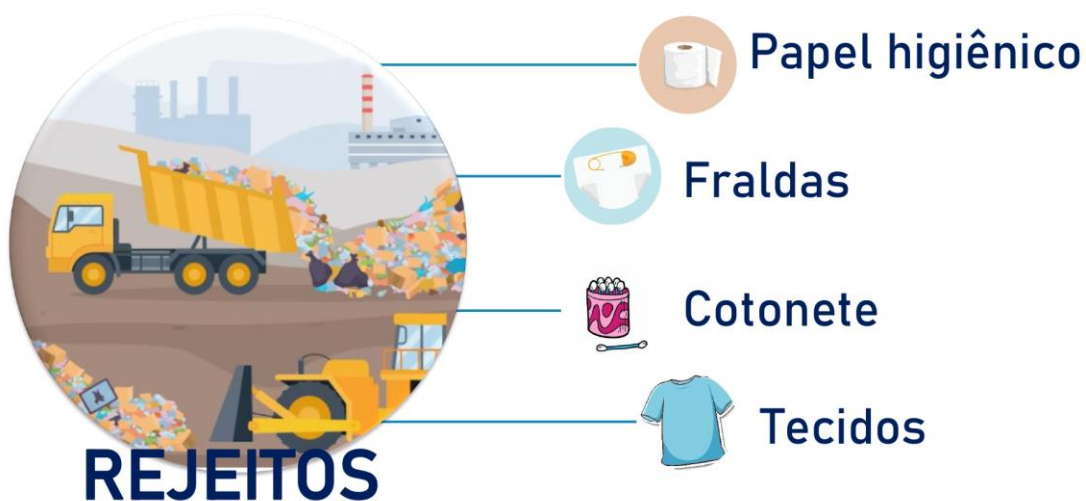 Papel higiênico
Fraldas
Cotonete
Tecidos
REJEITOS